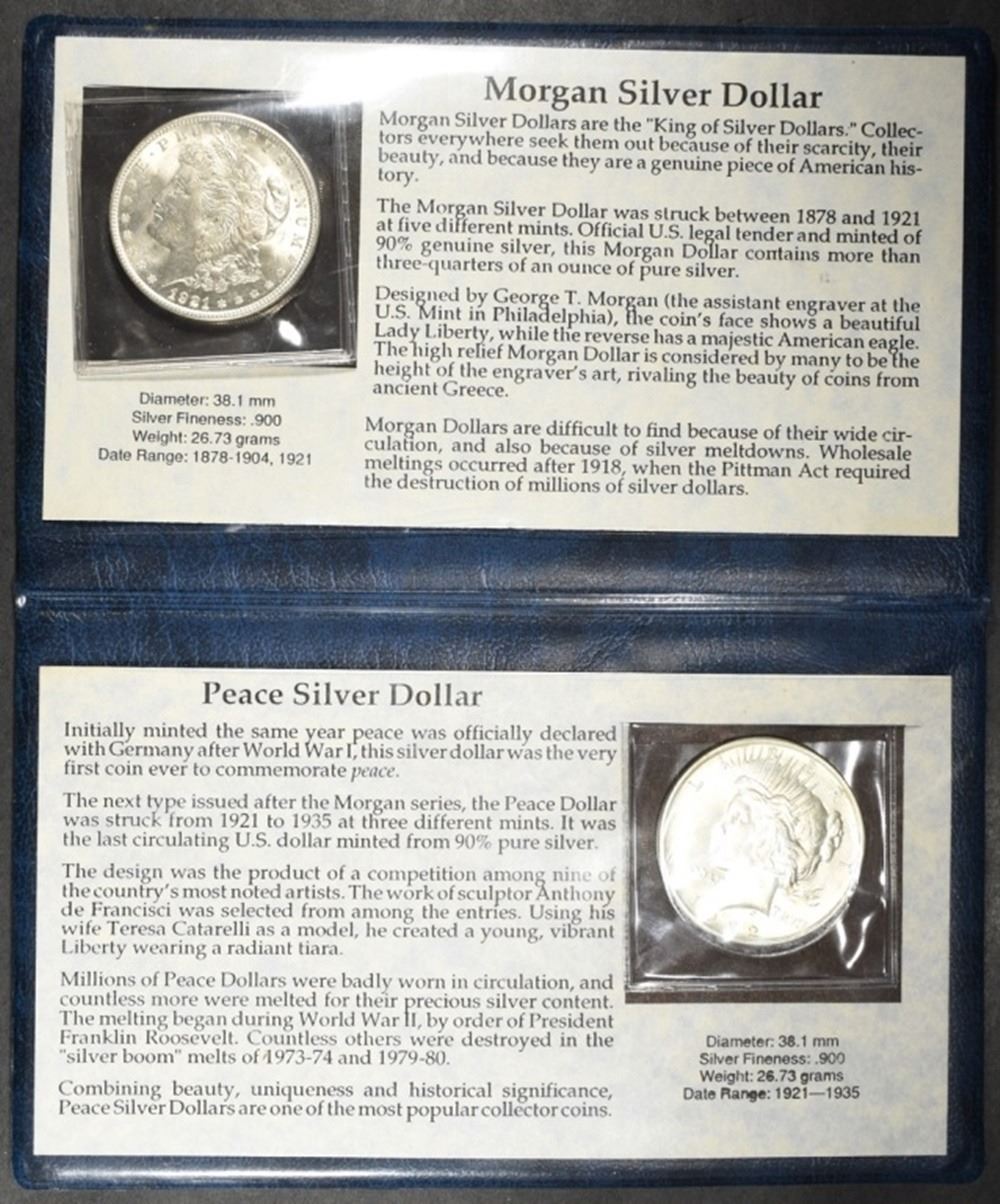 Morgan Silver Dollar
Morgan Silver Dollars are the "King of Silver Dollars." Collec-
tors everywhere seek them out because of their scarcity, their
beauty, and because they are a genuine piece of American his-
tory.
The Morgan Silver Dollar was struck between 1878 and 1921
at five different mints. Official U.S. legal tender and minted of
90% genuine silver, this Morgan Dollar contains more than
three-quarters of an ounce of pure silver.
Designed by George T. Morgan (the assistant engraver at the
U.S. Mint in Philadelphia), the coin's face shows a beautiful
Lady Liberty, while the reverse has a majestic American eagle.
The high relief Morgan Dollar is considered by many to be the
height of the engraver's art, rivaling the beauty of coins from
ancient Greece.
Morgan Dollars are difficult to find because of their wide cir-
culation, and also because of silver meltdowns. Wholesale
meltings occurred after 1918, when the Pittman Act required
the destruction of millions of silver dollars.
1921
Diameter: 38.1 mm
Silver Fineness: .900
Weight: 26.73 grams
Date Range: 1878-1904, 1921
Peace Silver Dollar
Initially minted the same year peace was officially declared
with Germany after World War I, this silver dollar was the very
first coin ever to commemorate peace.
The next type issued after the Morgan series, the Peace Dollar
was struck from 1921 to 1935 at three different mints. It was
the last circulating U.S. dollar minted from 90% pure silver.
The design was the product of a competition among nine of
the country's most noted artists. The work of sculptor Anthony
de Francisci was selected from among the entries. Using his
wife Teresa Catarelli as a model, he created a young, vibrant
Liberty wearing a radiant tiara.
Millions of Peace Dollars were badly worn in circulation, and
countless more were melted for their precious silver content.
The melting began during World War II, by order of President
Franklin Roosevelt. Countless others were destroyed in the
"silver boom" melts of 1973-74 and 1979-80.
Combining beauty, uniqueness and historical significance,
Peace Silver Dollars are one of the most popular collector coins.
Diameter: 38.1 mm
Silver Fineness: .900
Weight: 26.73 grams
Date Range: 1921—1935